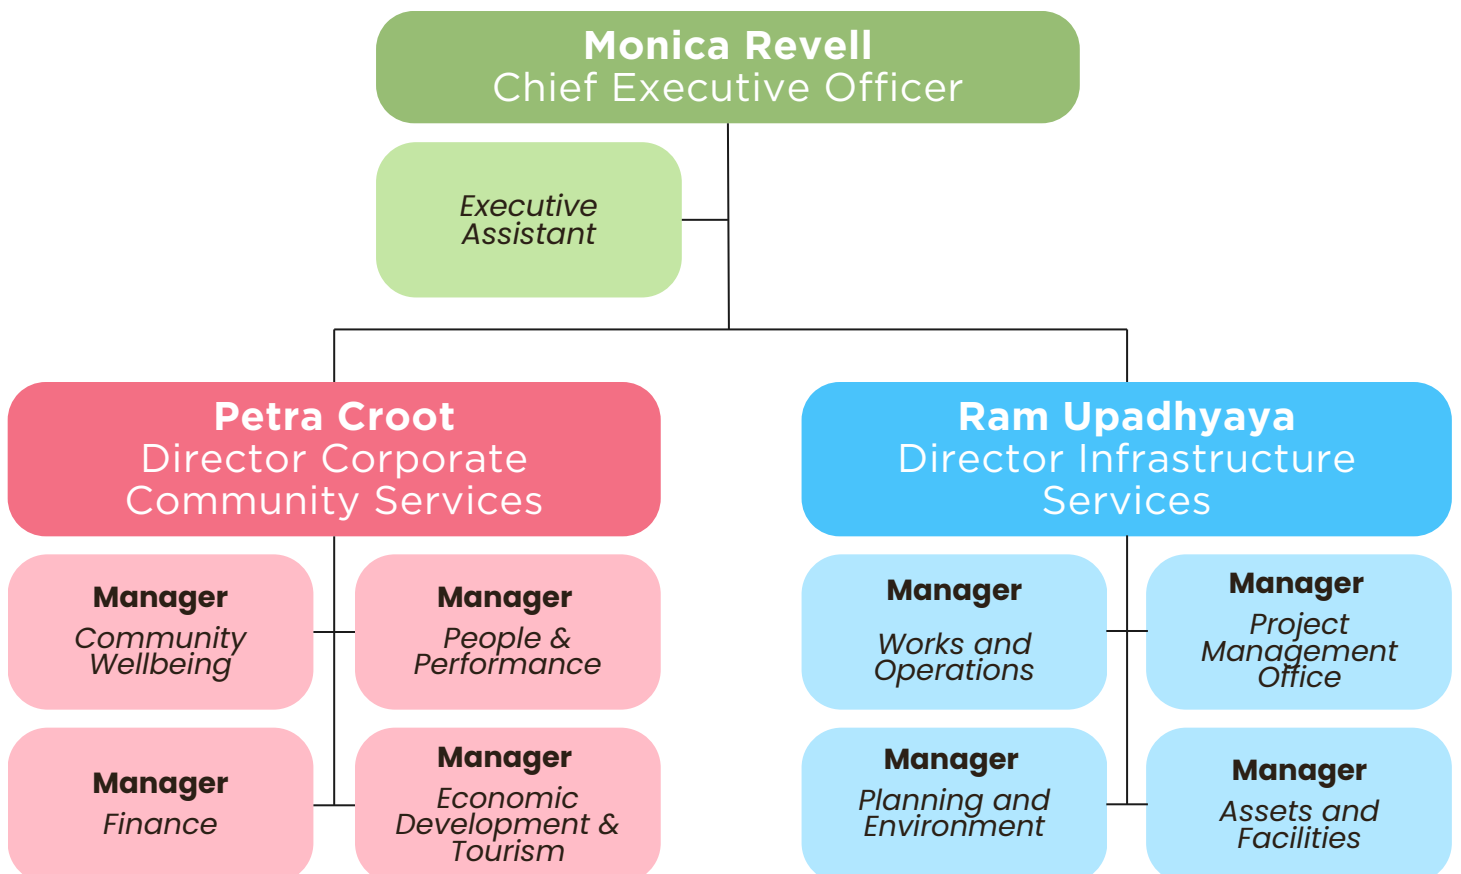 Monica Revell
Chief Executive Officer
Executive
Assistant
Petra Croot
Director Corporate
Community Services
Ram Upadhyaya
Director Infrastructure
Services
Manager
Community
Wellbeing
Manager
People &
Performance
Manager
Works and
Operations
Manager
Project
Management
Office
Manager
Finance
Manager
Economic
Development &
Tourism
Manager
Planning and
Environment
Manager
Assets and
Facilities